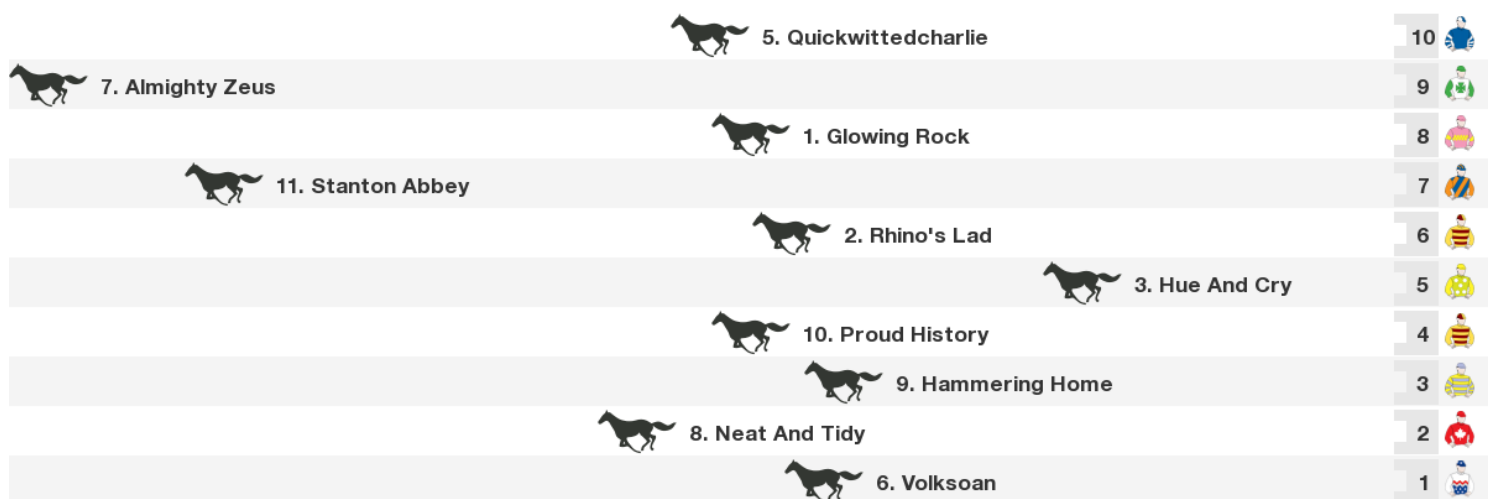 5. Quickwittedcharlie 10
7. Almighty Zeus 9
1. Glowing Rock 8
11. Stanton Abbey 7
2. Rhino's Lad 6
3. Hue And Cry 5
10. Proud History 4
9. Hammering Home 3
8. Neat And Tidy 2
6. Volksoan 1